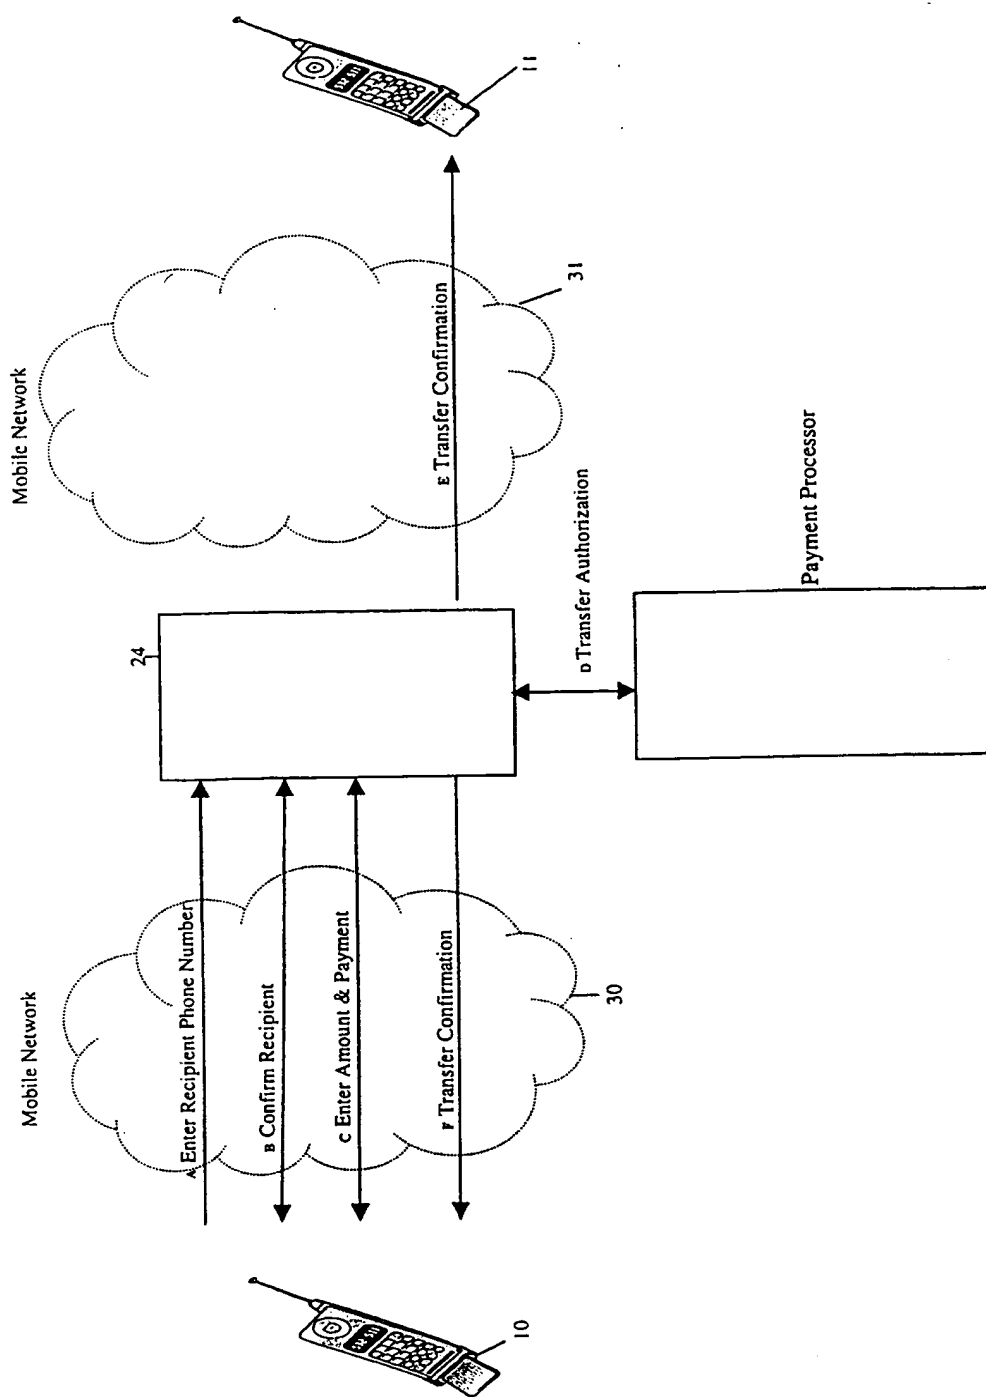 Mobile Network
Mobile Network
24
A Enter Recipient Phone Number
B Confirm Recipient
C Enter Amount & Payment
F Transfer Confirmation
E Transfer Confirmation
11
31
30
10
D Transfer Authorization
Payment Processor